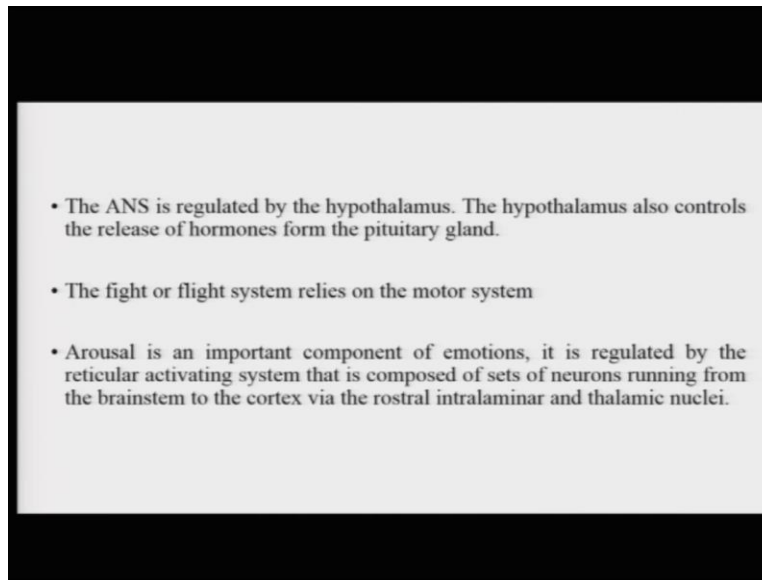 • The ANS is regulated by the hypothalamus. The hypothalamus also controls
the release of hormones form the pituitary gland.
• The fight or flight system relies on the motor system
• Arousal is an important component of emotions, it is regulated by the
reticular activating system that is composed of sets of neurons running from
the brainstem to the cortex via the rostral intralaminar and thalamic nuclei.